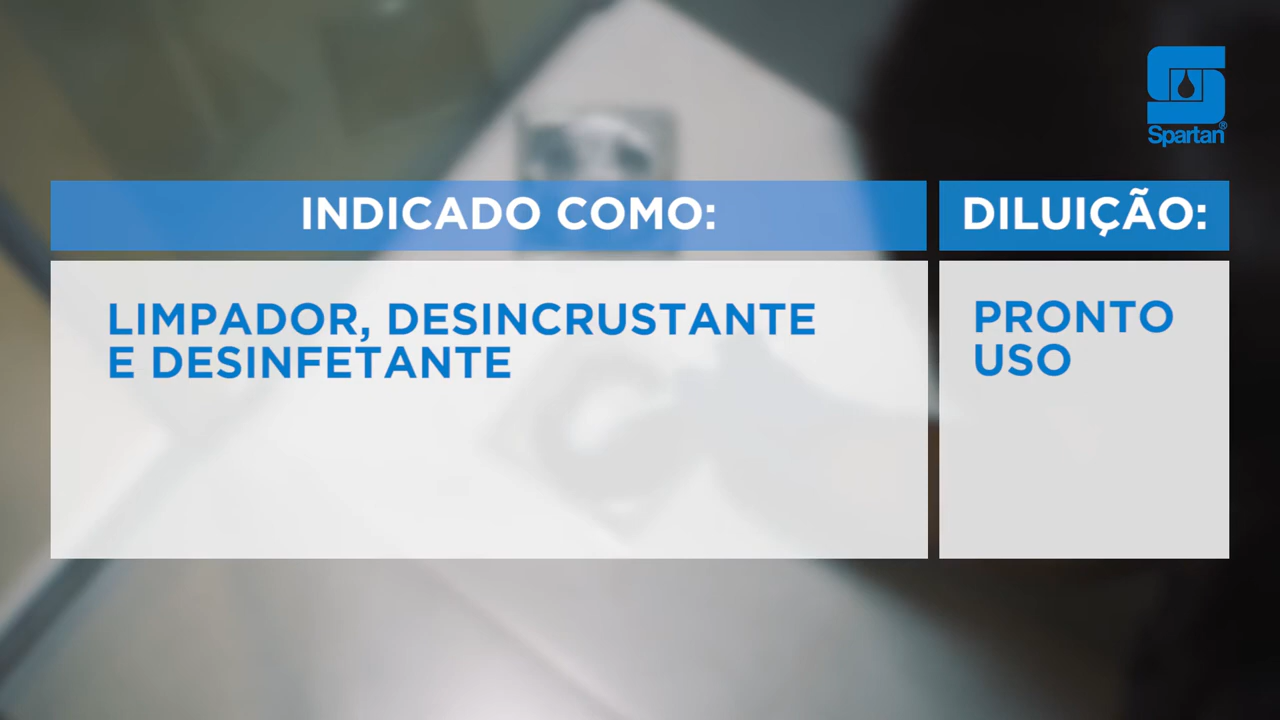 Spartan®
INDICADO COMO:
DILUIÇÃO:
LIMPADOR, DESINCRUSTANTE
E DESINFETANTE
PRONTO
USO